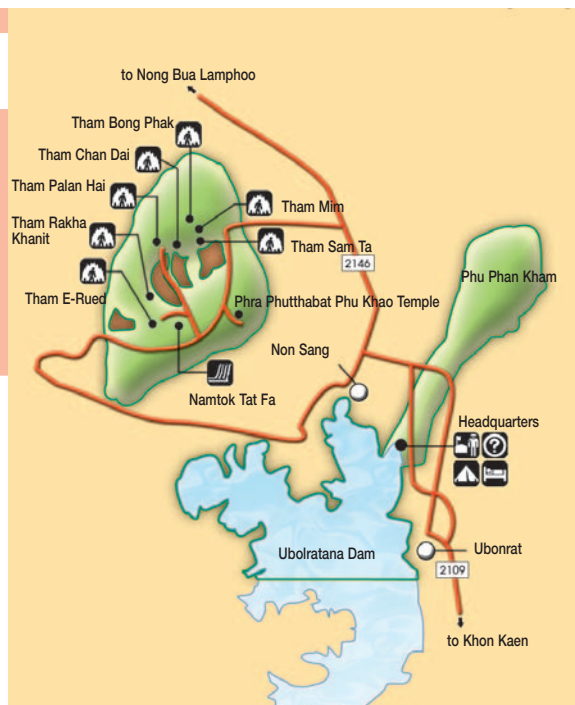 to Nong Bua Lamphoo
Tham Bong Phak
Tham Chan Dai
Tham Palan Hai
Tham Mim
Tham Rakha
Khanit
Tham Sam Ta
2146
Phu Phan Kham
Tham E-Rued
Phra Phutthabat Phu Khao Temple
Non Sang
Namtok Tat Fa
Headquarters
?
Ubolratana Dam
Ubonrat
2109
to Khon Kaen